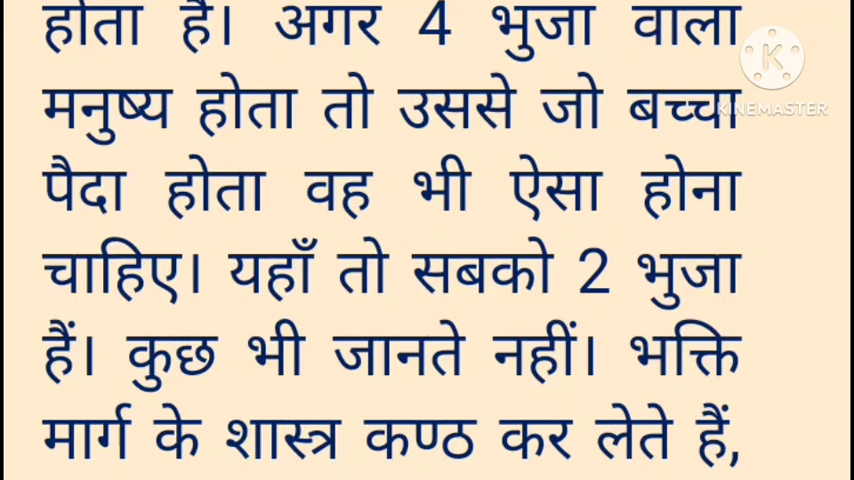 होता है। अगर 4 भुजा वाला
मनुष्य होता तो उससे जो बच्चा
पैदा होता वह भी ऐसा होना
चाहिए। यहाँ तो सबको 2 भुजा
हैं। कुछ भी जानते नहीं। भक्ति
मार्ग के शास्त्र कण्ठ कर लेते हैं,
K
KINEMASTER